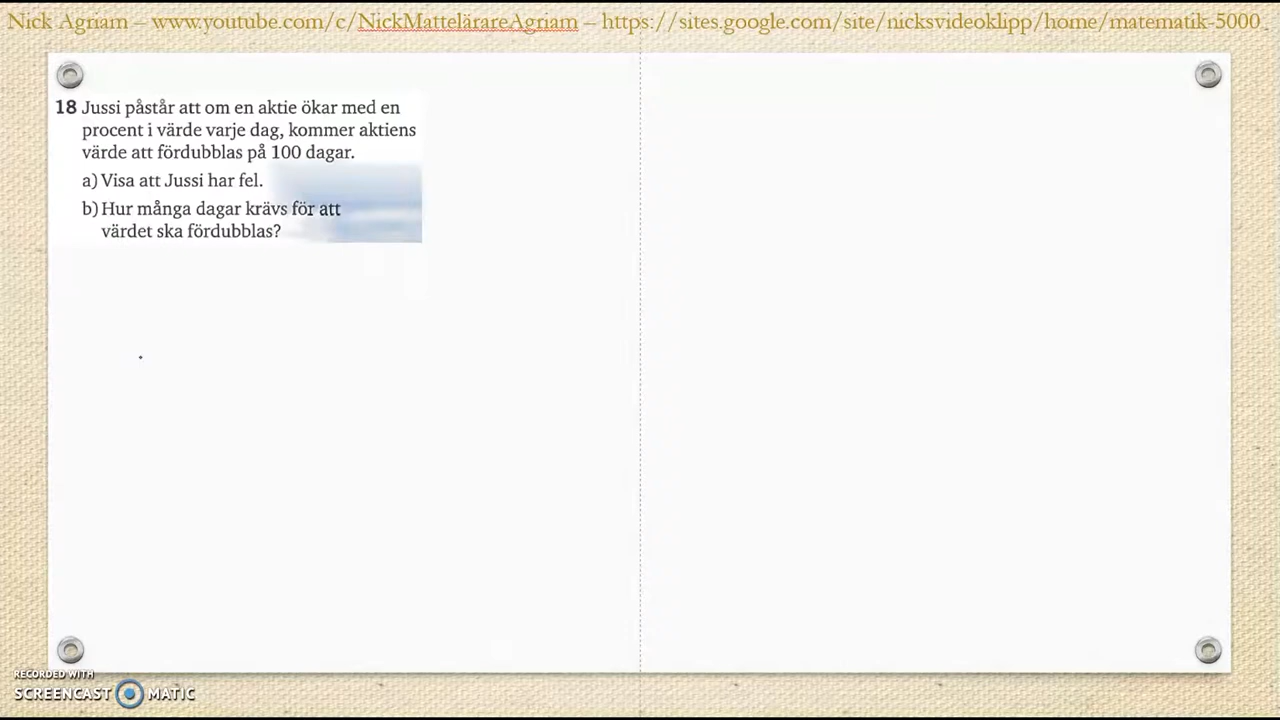 Nick Agriam – www.youtube.com/c/NickMattelärareAgriam – https://sites.google.com/site/nicksvideoklipp/home/matematik-5000
18 Jussi påstår att om en aktie ökar med en
procent i värde varje dag, kommer aktiens
värde att fördubblas på 100 dagar.
a) Visa att Jussi har fel.
b) Hur många dagar krävs för att
värdet ska fördubblas?
RECORDED WITH
SCREENCAST MATIC